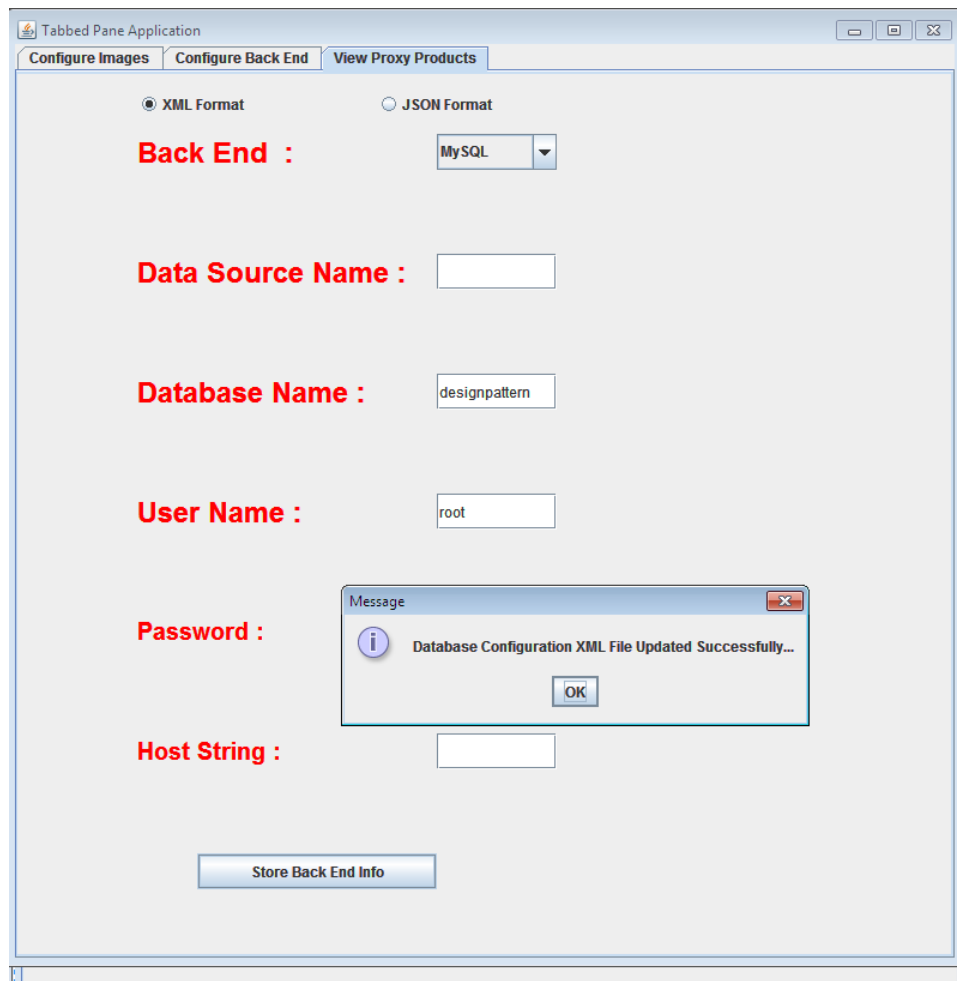 Tabbed Pane Application
Configure Images Configure Back End View Proxy Products
XML Format JSON Format
Back End : MySQL
Data Source Name :
Database Name : designpattern
User Name : root
Message
Password :
i Database Configuration XML File Updated Successfully...
OK
Host String :
Store Back End Info